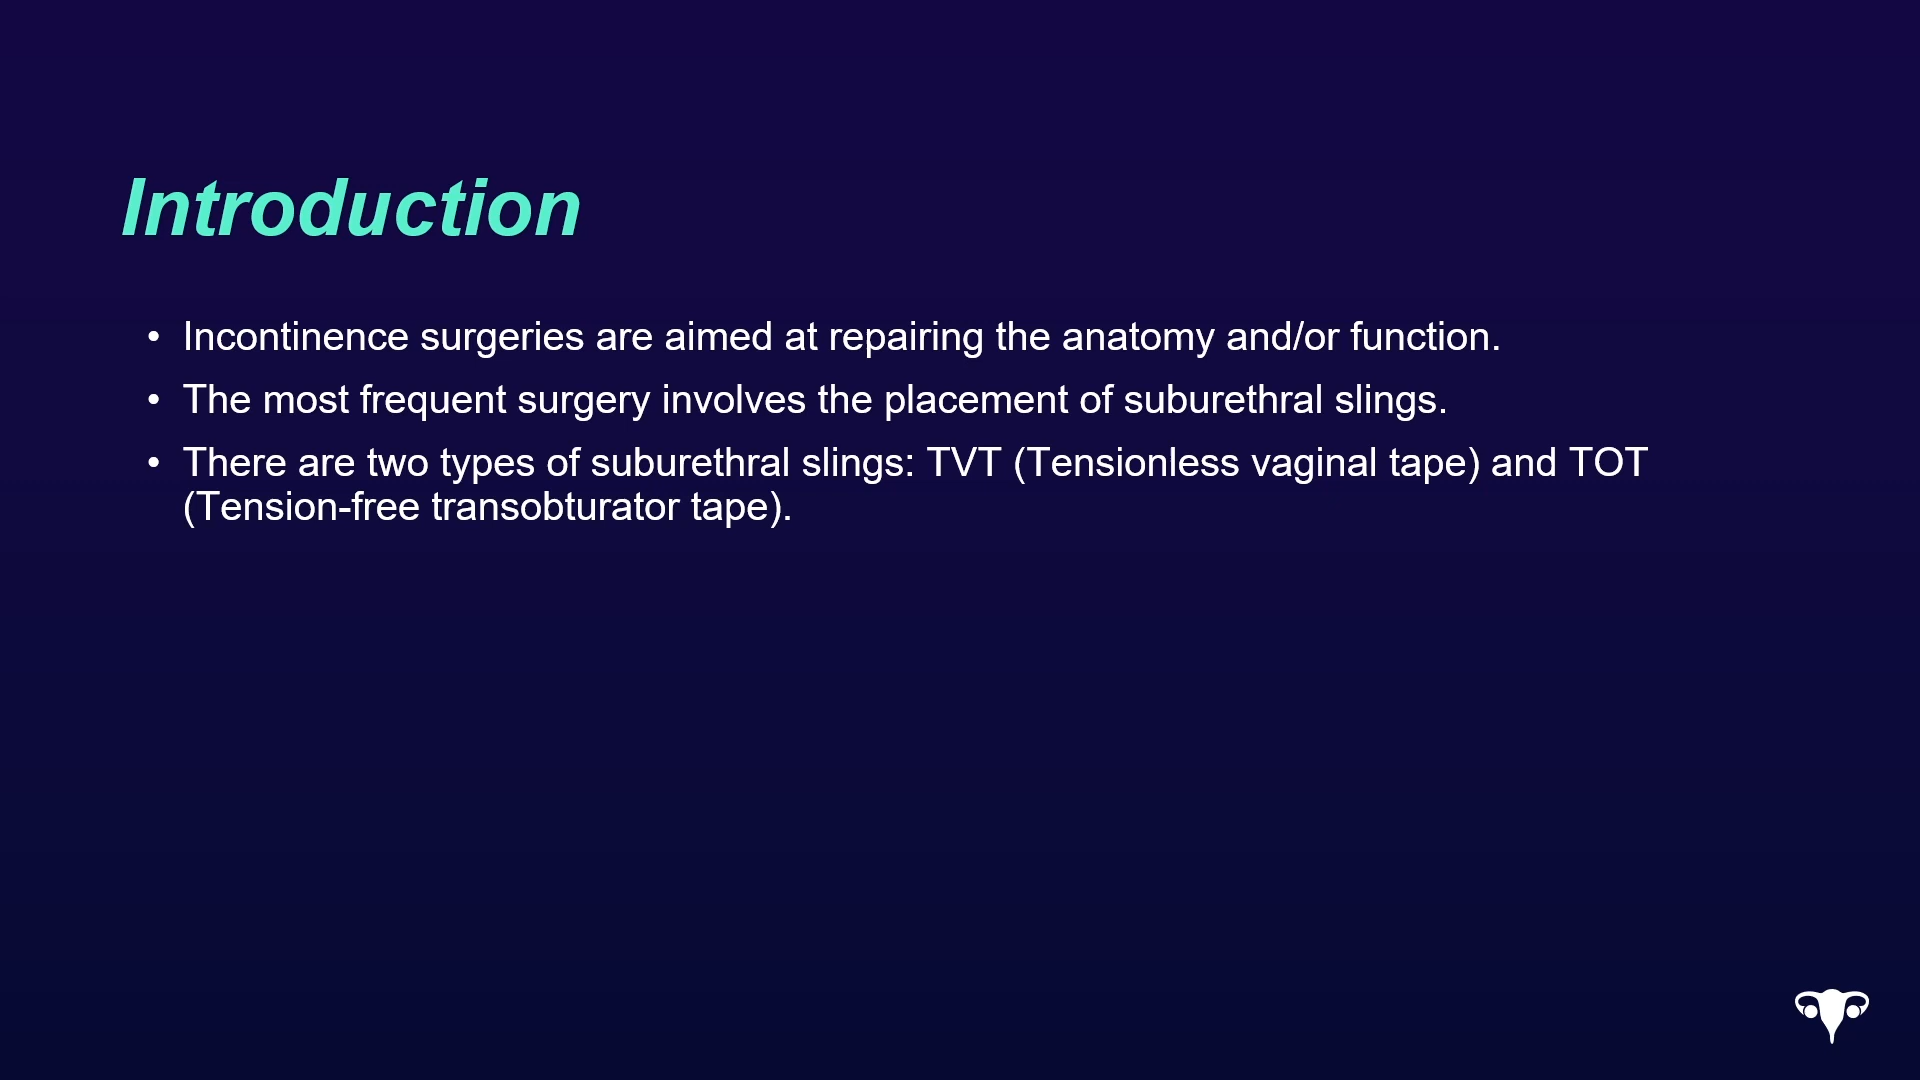 Introduction
• Incontinence surgeries are aimed at repairing the anatomy and/or function.
• The most frequent surgery involves the placement of suburethral slings.
• There are two types of suburethral slings: TVT (Tensionless vaginal tape) and TOT
(Tension-free transobturator tape).